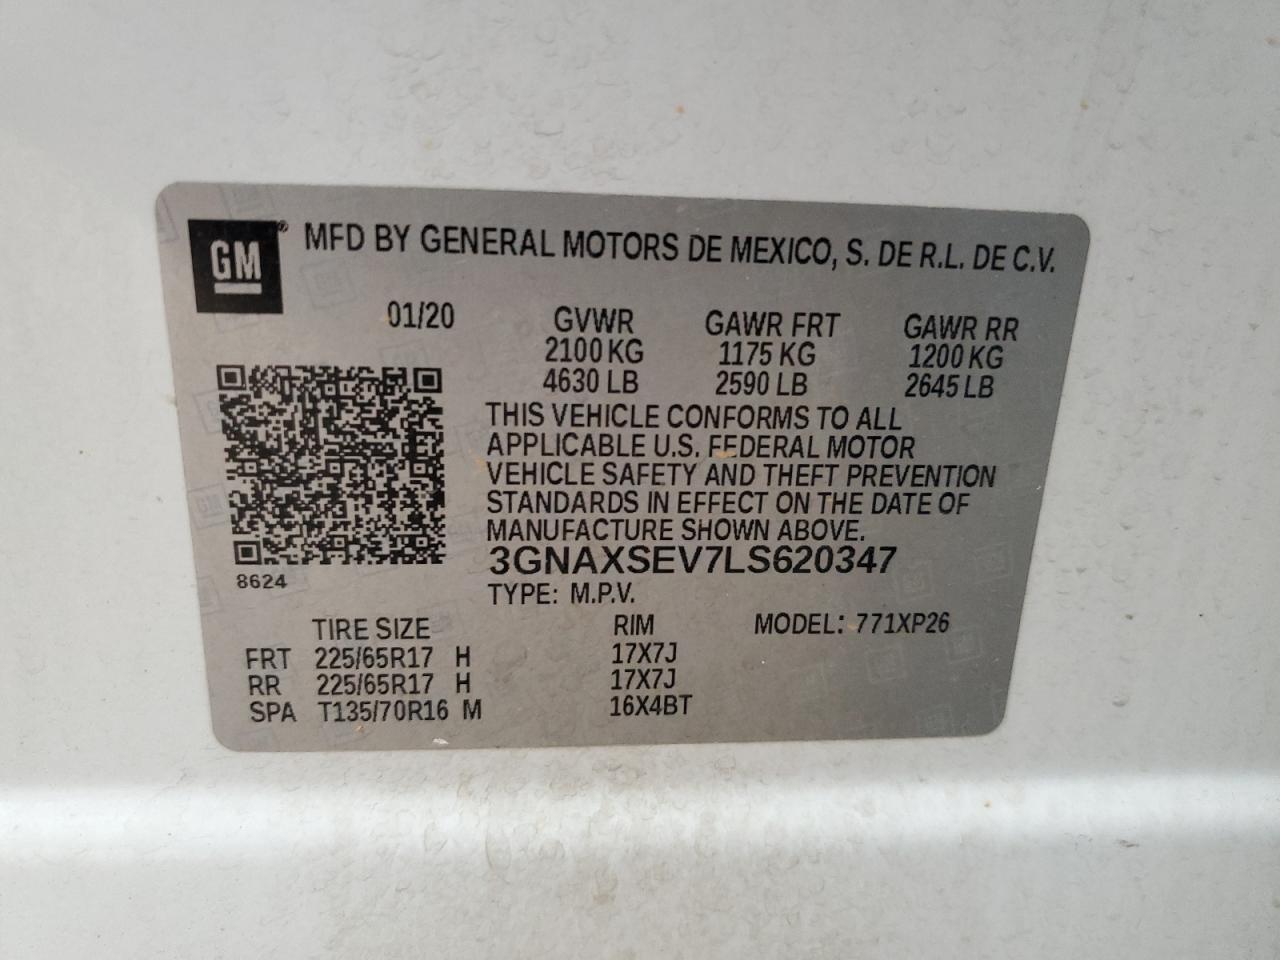 GM® MFD BY GENERAL MOTORS DE MEXICO, S. DE R.L. DE C.V.
01/20 GVWR GAWR FRT GAWR RR
2100 KG 1175 KG 1200 KG
4630 LB 2590 LB 2645 LB
THIS VEHICLE CONFORMS TO ALL
APPLICABLE U.S. FEDERAL MOTOR
VEHICLE SAFETY AND THEFT PREVENTION
STANDARDS IN EFFECT ON THE DATE OF
MANUFACTURE SHOWN ABOVE.
3GNAXSEV7LS620347
8624
TYPE: M.P.V.
TIRE SIZE RIM MODEL: 771XP26
FRT 225/65R17 H 17X7J
RR 225/65R17 H 17X7J
SPA T135/70R16 M 16X4BT